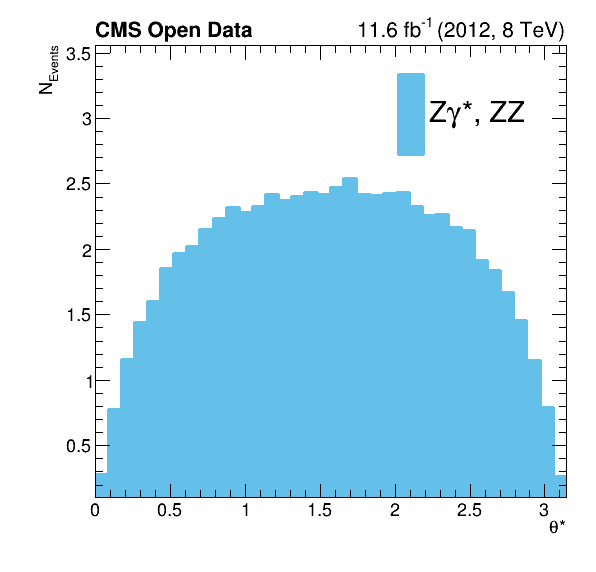 CMS Open Data 11.6 fb⁻¹ (2012, 8 TeV)
N_Events
3.5
3
2.5
2
1.5
1
0.5
Zγ*, ZZ
0 0.5 1 1.5 2 2.5 3
θ*